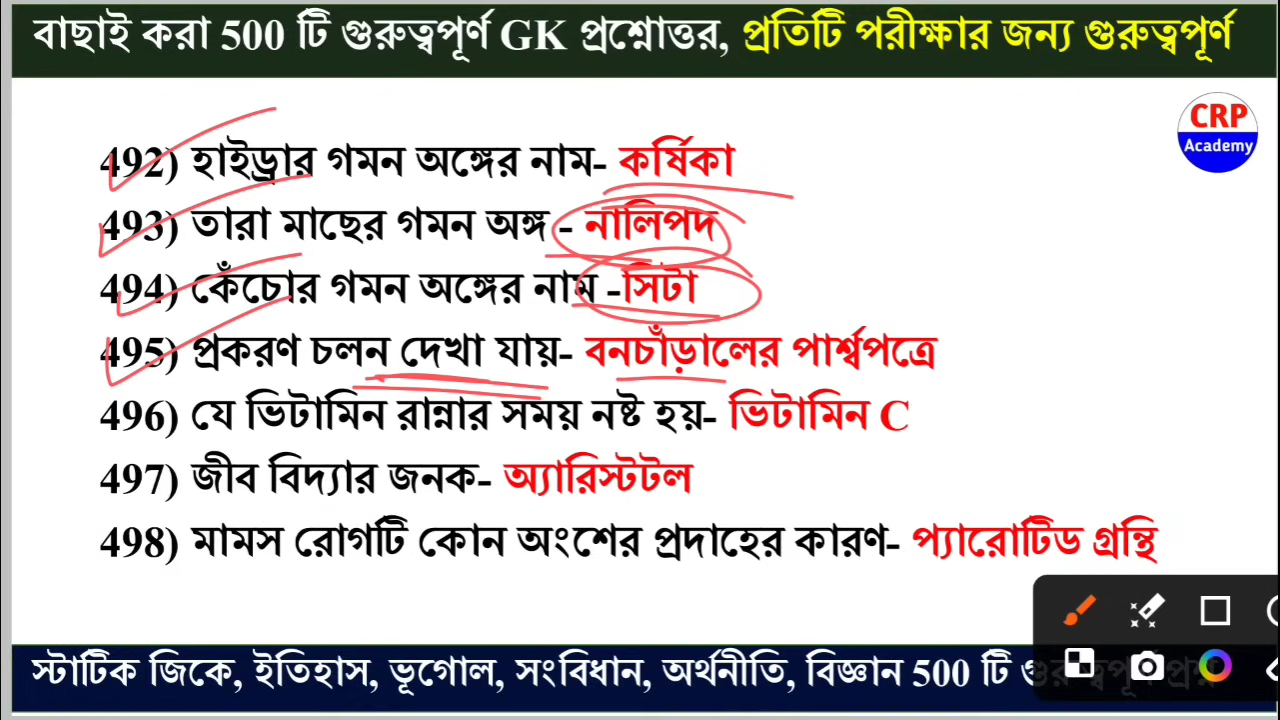 বাছাই করা 500 টি গুরুত্বপূর্ণ GK প্রশ্নোত্তর, প্রতিটি পরীক্ষার জন্য গুরুত্বপূর্ণ
CRP
Academy
492) হাইড্রার গমন অঙ্গের নাম- কর্ষিকা
493) তারা মাছের গমন অঙ্গ - নালিপদ
494) কেঁচোর গমন অঙ্গের নাম -সিটা
495) প্রকরণ চলন দেখা যায়- বনচাঁড়ালের পার্শ্বপত্রে
496) যে ভিটামিন রান্নার সময় নষ্ট হয়- ভিটামিন C
497) জীব বিদ্যার জনক- অ্যারিস্টটল
498) মামস রোগটি কোন অংশের প্রদাহের কারণ- প্যারোটিড গ্রন্থি
স্টাটিক জিকে, ইতিহাস, ভূগোল, সংবিধান, অর্থনীতি, বিজ্ঞান 500 টি